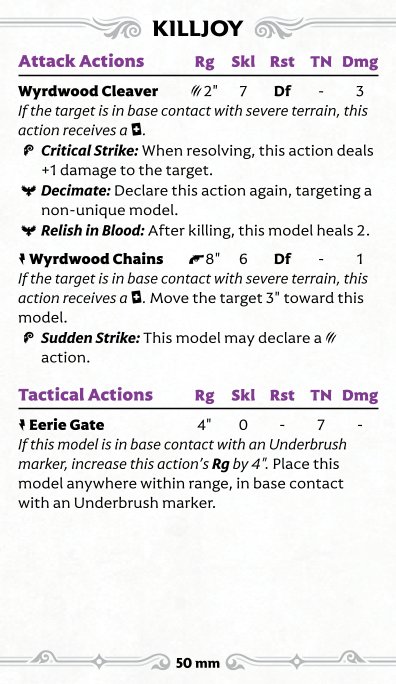 KILLJOY
Attack Actions Rg Skl Rst TN Dmg
Wyrdwood Cleaver 2" 7 Df - 3
If the target is in base contact with severe terrain, this
action receives a .
Critical Strike: When resolving, this action deals
+1 damage to the target.
Decimate: Declare this action again, targeting a
non-unique model.
Relish in Blood: After killing, this model heals 2.
Wyrdwood Chains 8" 6 Df - 1
If the target is in base contact with severe terrain, this
action receives a . Move the target 3" toward this
model.
Sudden Strike: This model may declare a
action.
Tactical Actions Rg Skl Rst TN Dmg
Eerie Gate 4" 0 - 7 -
If this model is in base contact with an Underbrush
marker, increase this action's Rg by 4". Place this
model anywhere within range, in base contact
with an Underbrush marker.
50 mm